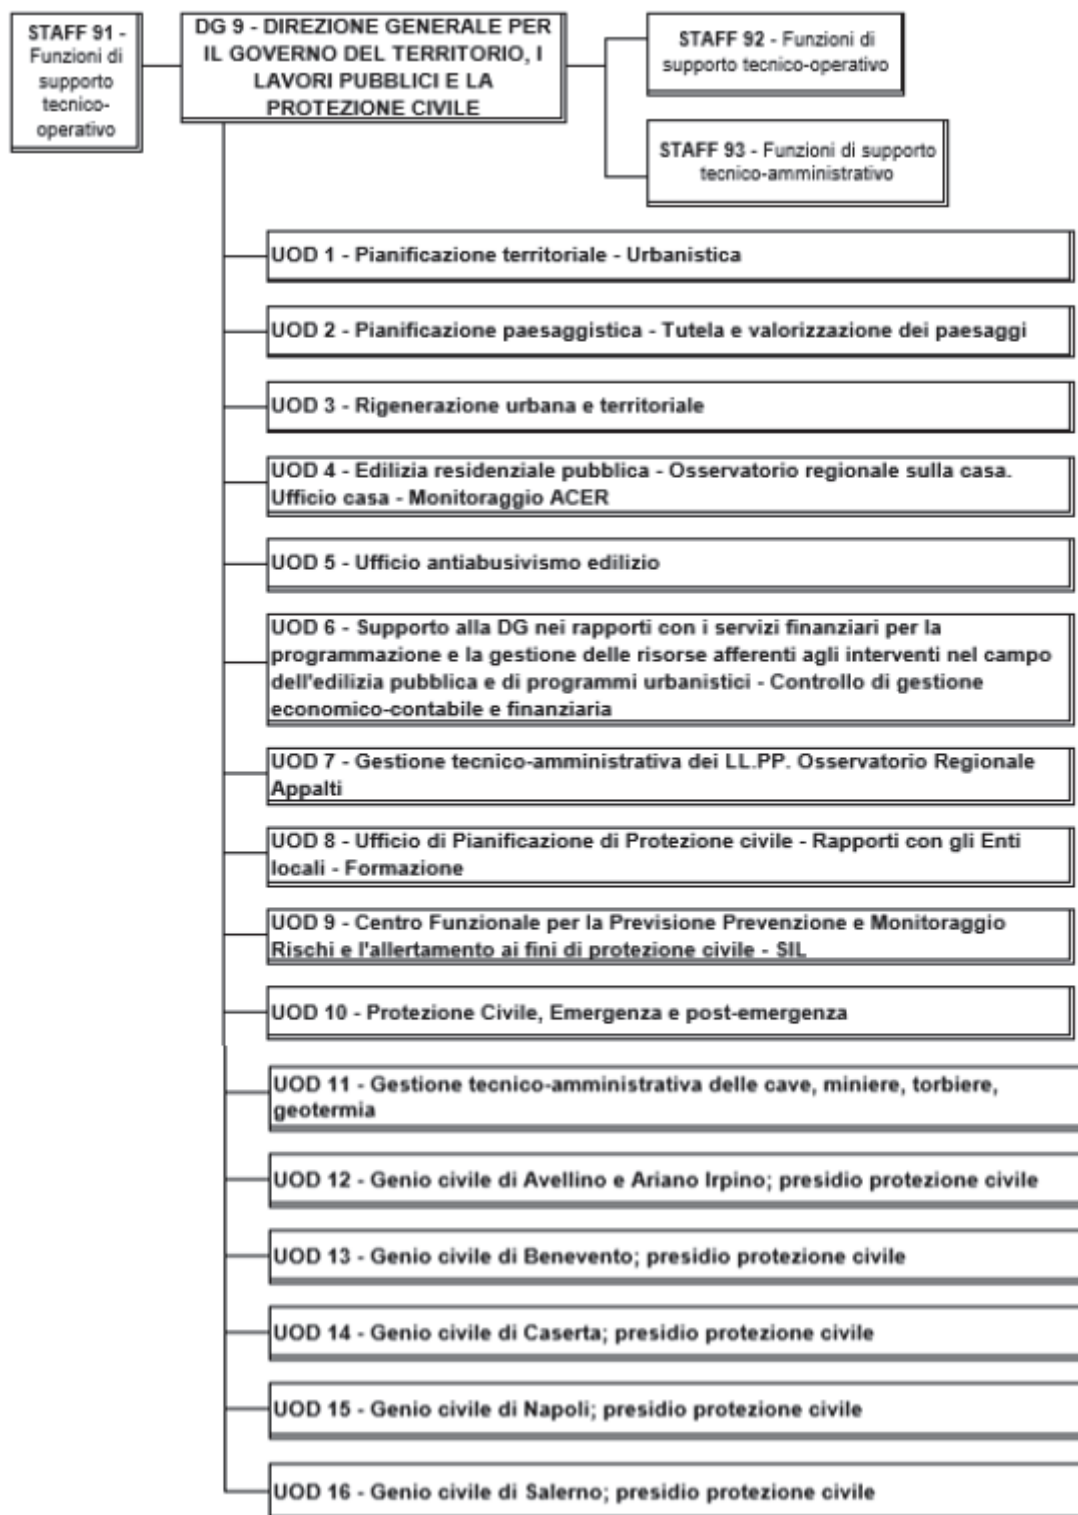 STAFF 91 -
Funzioni di
supporto
tecnico-
operativo
DG 9 - DIREZIONE GENERALE PER
IL GOVERNO DEL TERRITORIO, I
LAVORI PUBBLICI E LA
PROTEZIONE CIVILE
STAFF 92 - Funzioni di
supporto tecnico-operativo
STAFF 93 - Funzioni di supporto
tecnico-amministrativo
UOD 1 - Pianificazione territoriale - Urbanistica
UOD 2 - Pianificazione paesaggistica - Tutela e valorizzazione dei paesaggi
UOD 3 - Rigenerazione urbana e territoriale
UOD 4 - Edilizia residenziale pubblica - Osservatorio regionale sulla casa.
Ufficio casa - Monitoraggio ACER
UOD 5 - Ufficio antiabusivismo edilizio
UOD 6 - Supporto alla DG nei rapporti con i servizi finanziari per la
programmazione e la gestione delle risorse afferenti agli interventi nel campo
dell'edilizia pubblica e di programmi urbanistici - Controllo di gestione
economico-contabile e finanziaria
UOD 7 - Gestione tecnico-amministrativa dei LL.PP. Osservatorio Regionale
Appalti
UOD 8 - Ufficio di Pianificazione di Protezione civile - Rapporti con gli Enti
locali - Formazione
UOD 9 - Centro Funzionale per la Previsione Prevenzione e Monitoraggio
Rischi e l'allertamento ai fini di protezione civile - SIL
UOD 10 - Protezione Civile, Emergenza e post-emergenza
UOD 11 - Gestione tecnico-amministrativa delle cave, miniere, torbiere,
geotermia
UOD 12 - Genio civile di Avellino e Ariano Irpino; presidio protezione civile
UOD 13 - Genio civile di Benevento; presidio protezione civile
UOD 14 - Genio civile di Caserta; presidio protezione civile
UOD 15 - Genio civile di Napoli; presidio protezione civile
UOD 16 - Genio civile di Salerno; presidio protezione civile